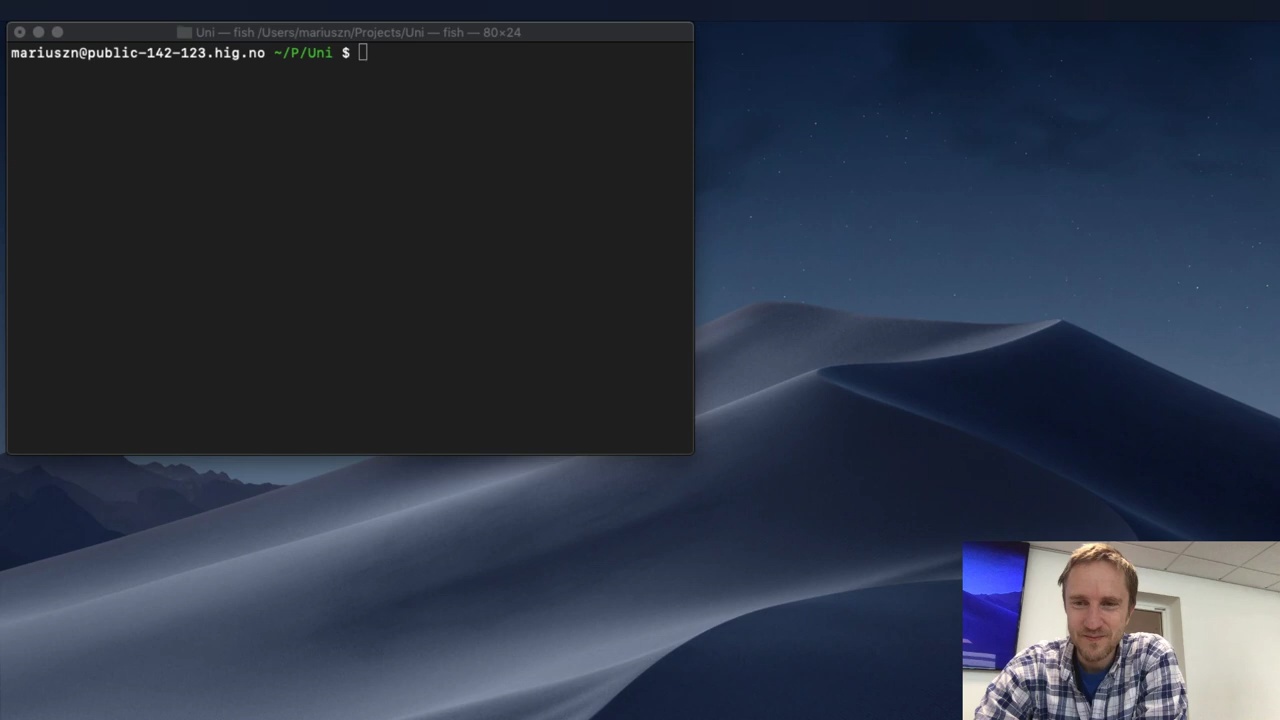 Uni — fish /Users/mariuszn/Projects/Uni — fish — 80×24
mariuszn@public-142-123.hig.no ~/P/Uni $